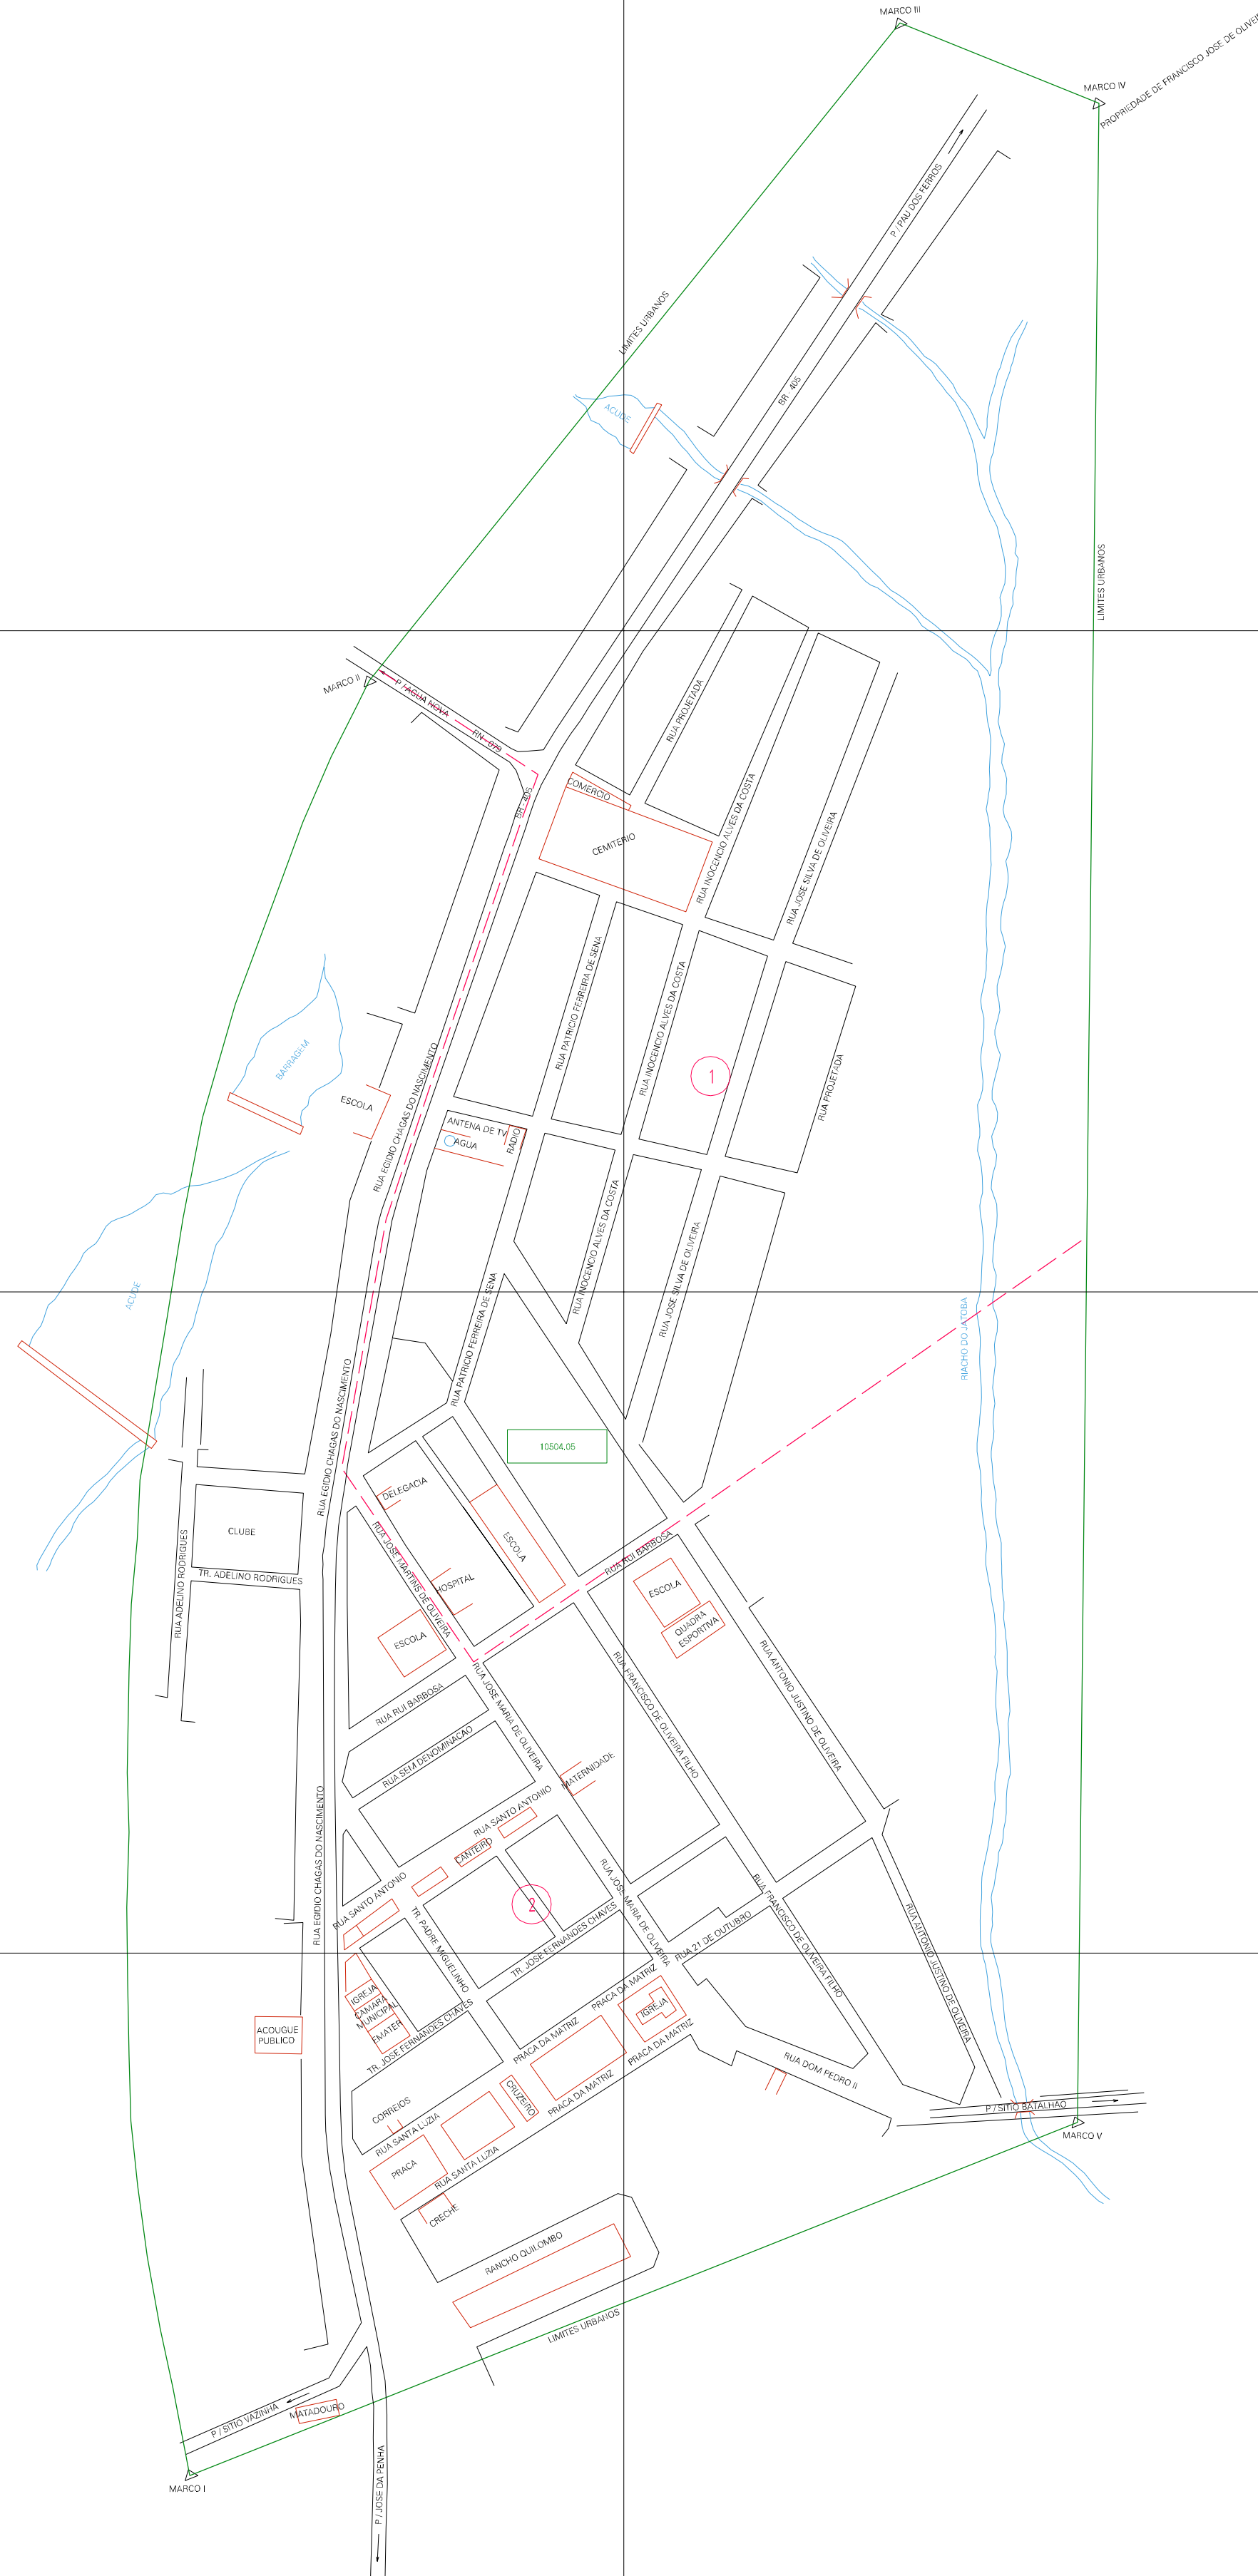 MARCO III
MARCO IV
PROPRIEDADE DE FRANCISCO JOSE DE
P / PAU DOS FERROS
LIMITES URBANOS
BR - 405
ACUDE
LIMITES URBANOS
MARCO II
P / AGUA NOVA
RN - 079
RUA PROJETADA
BR - 405
COMERCIO
CEMITERIO
RUA INOCENCIO ALVES DA COSTA
RUA JOSE SILVA DE OLIVEIRA
RUA PATRICIO FERREIRA DE SENA
RUA INOCENCIO ALVES DA COSTA
BARRAGEM
1
RUA PROJETADA
ESCOLA
RUA EGIDIO CHAGAS DO NASCIMENTO
ANTENA DE TV
AGUA
RADIO
RUA INOCENCIO ALVES DA COSTA
RUA JOSE SILVA DE OLIVEIRA
ACUDE
RUA PATRICIO FERREIRA DE SENA
RIACHO DO JATOBA
RUA EGIDIO CHAGAS DO NASCIMENTO
10504,05
DELEGACIA
CLUBE
ESCOLA
RUA JOSE MARTINS DE OLIVEIRA
RUA RUI BARBOSA
RUA ADELINO RODRIGUES
TR. ADELINO RODRIGUES
HOSPITAL
ESCOLA
QUADRA
ESPORTIVA
ESCOLA
RUA RUI BARBOSA
RUA JOSE MARIA DE OLIVEIRA
RUA FRANCISCO DE OLIVEIRA FILHO
RUA ANTONIO JUSTINO DE OLIVEIRA
RUA SEM DENOMINACAO
MATERNIDADE
RUA SANTO ANTONIO
CANTEIRO
RUA EGIDIO CHAGAS DO NASCIMENTO
RUA SANTO ANTONIO
2
RUA JOSE MARIA DE OLIVEIRA
RUA FRANCISCO DE OLIVEIRA FILHO
TR. PADRE MIGUELINHO
TR. JOSE FERNANDES CHAVES
RUA 21 DE OUTUBRO
RUA ANTONIO JUSTINO DE OLIVEIRA
IGREJA
CAMARA
MUNICIPAL
EMATER
PRACA DA MATRIZ
IGREJA
ACOUGUE
PUBLICO
TR. JOSE FERNANDES CHAVES
PRACA DA MATRIZ
PRACA DA MATRIZ
RUA DOM PEDRO II
PRACA DA MATRIZ
CRUZEIRO
CORREIOS
RUA SANTA LUZIA
P / SITIO BATALHAO
MARCO V
PRACA
RUA SANTA LUZIA
CRECHE
RANCHO QUILOMBO
LIMITES URBANOS
MATADOURO
P / SITIO VAZINHA
MARCO I
P / JOSE DA PENHA